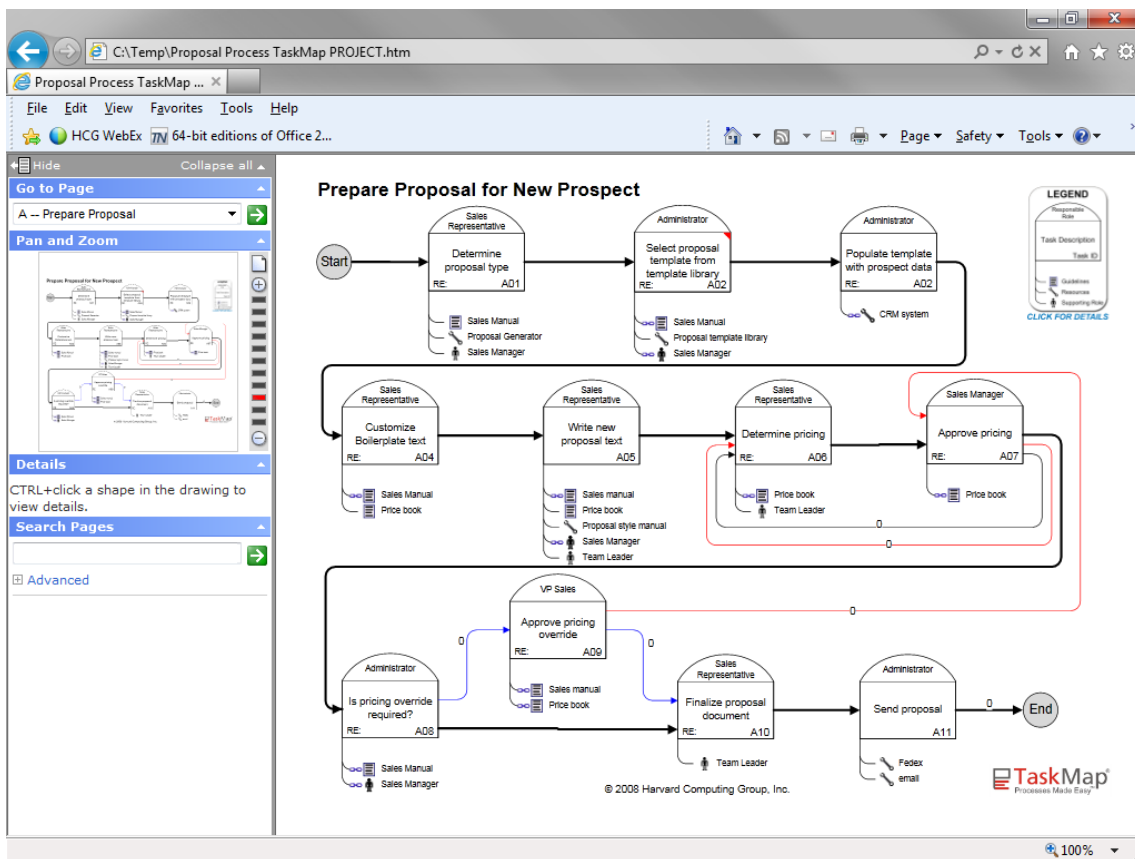 C:\Temp\Proposal Process TaskMap PROJECT.htm
Proposal Process TaskMap ...
File Edit View Favorites Tools Help
HCG WebEx TN 64-bit editions of Office 2...
Page Safety Tools
Hide Collapse all
Go to Page
A -- Prepare Proposal
Pan and Zoom
Prepare Proposal for New Prospect
Details
CTRL+click a shape in the drawing to
view details.
Search Pages
Advanced
Prepare Proposal for New Prospect
LEGEND
Responsible
Role
Task Description
Task ID
Guidelines
Resources
Supporting Role
CLICK FOR DETAILS
Start
Sales
Representative
Determine
proposal type
RE: A01
Sales Manual
Proposal Generator
Sales Manager
Administrator
Select proposal
template from
template library
RE: A02
Sales Manual
Proposal template library
Sales Manager
Administrator
Populate template
with prospect data
RE: A02
CRM system
Sales
Representative
Customize
Boilerplate text
RE: A04
Sales Manual
Price book
Sales
Representative
Write new
proposal text
RE: A05
Sales manual
Price book
Proposal style manual
Sales Manager
Team Leader
Sales
Representative
Determine pricing
RE: A06
Price book
Team Leader
Sales Manager
Approve pricing
RE: A07
Price book
0
0
0
VP Sales
Approve pricing
override
RE: A09
Sales manual
Price book
0
0
Administrator
Is pricing override
required?
RE: A08
Sales Manual
Sales Manager
Sales
Representative
Finalize proposal
document
RE: A10
Team Leader
Administrator
Send proposal
A11
Fedex
email
0
End
© 2008 Harvard Computing Group, Inc.
TaskMap®
Processes Made Easy™
100%